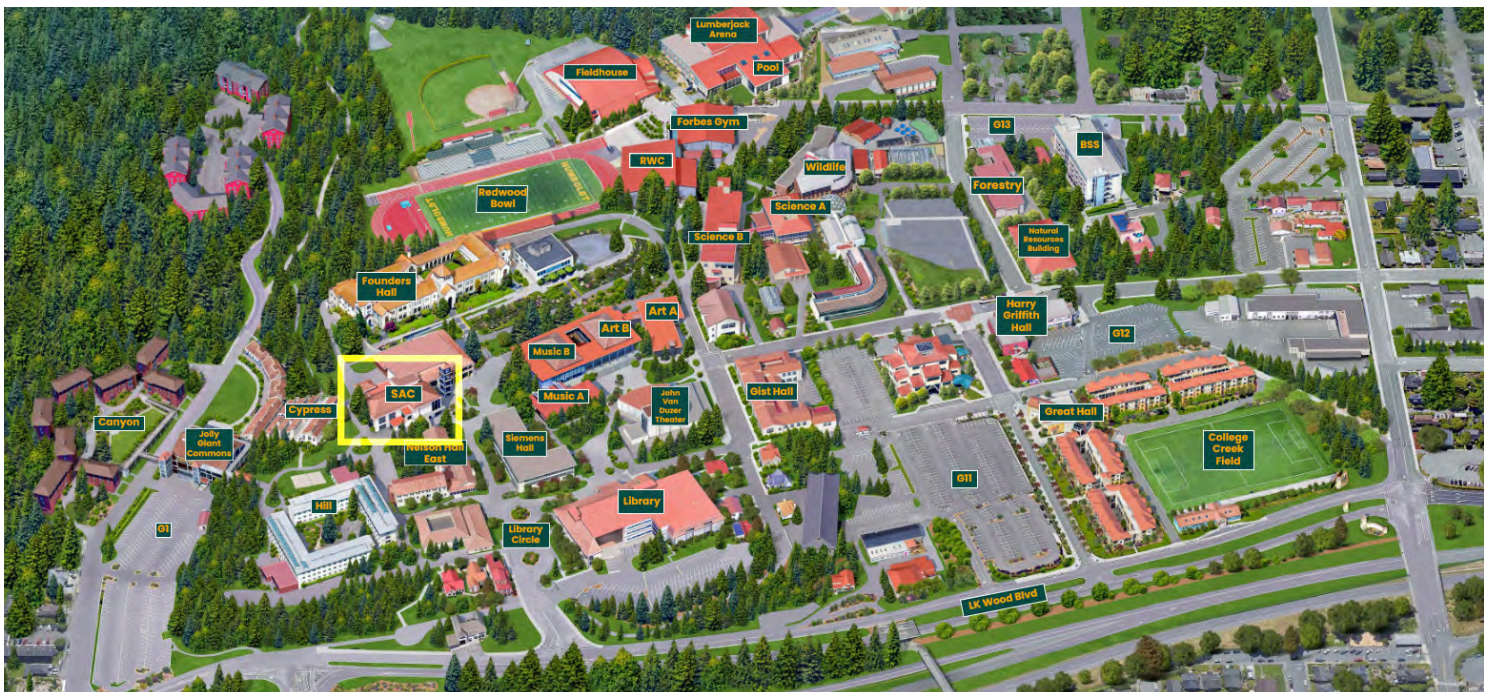 Lumberjack
Arena
Pool
Fieldhouse
Forbes Gym
G13
BSS
RWC
Wildlife
Forestry
Redwood
Bowl
HUMBOLDT
HUMBOLDT
Science A
Science B
Natural
Resources
Building
Founders
Hall
Harry
Griffith
Hall
Art A
Art B
G12
Music B
SAC
Gist Hall
Music A
John
Van
Duzer
Theater
Cypress
Great Hall
Canyon
Jolly
Giant
Commons
Nelson Hall
East
Siemens
Hall
College
Creek
Field
G11
Library
Hill
G1
Library
Circle
LK Wood Blvd